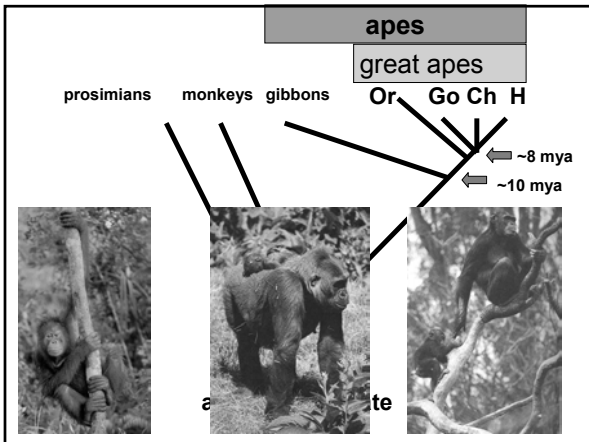 apes
great apes
prosimians monkeys gibbons Or Go Ch H
~8 mya
~10 mya